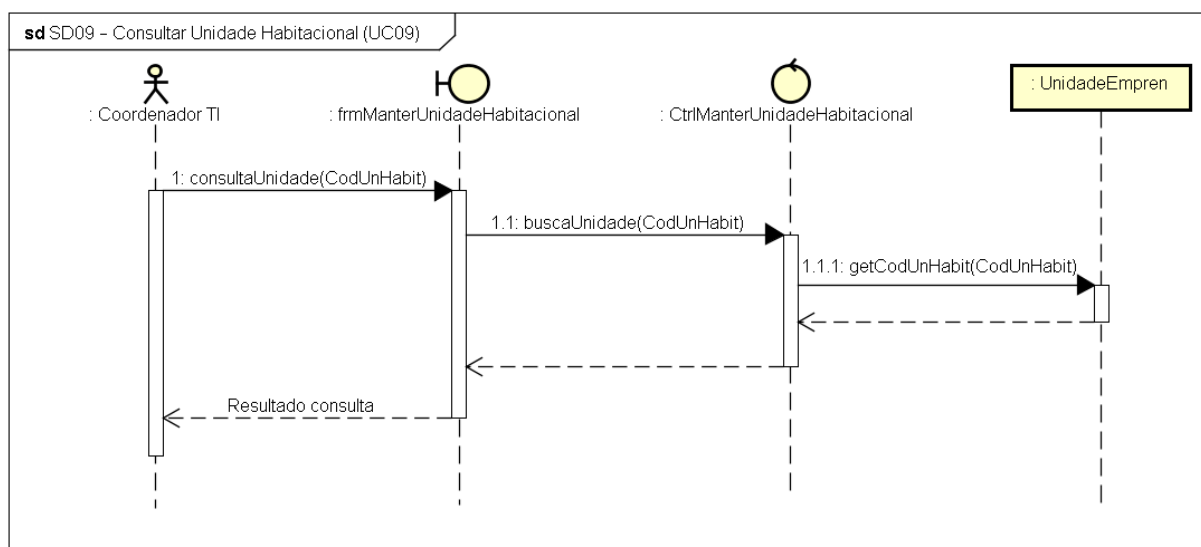 sd SD09 – Consultar Unidade Habitacional (UC09)
: Coordenador TI
: frmManterUnidadeHabitacional
: CtrlManterUnidadeHabitacional
: UnidadeEmpren
1: consultaUnidade(CodUnHabit)
1.1: buscaUnidade(CodUnHabit)
1.1.1: getCodUnHabit(CodUnHabit)
Resultado consulta